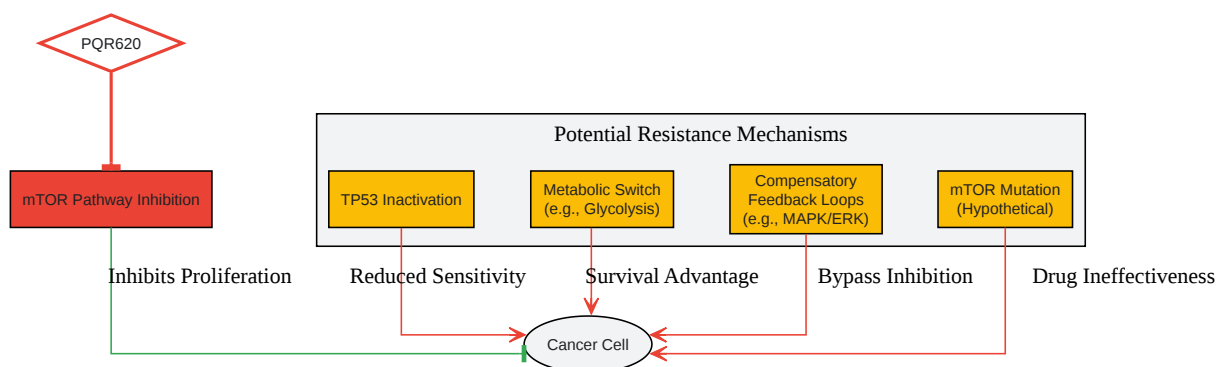 PQR620
Potential Resistance Mechanisms
mTOR Pathway Inhibition
TP53 Inactivation
Metabolic Switch
(e.g., Glycolysis)
Compensatory
Feedback Loops
(e.g., MAPK/ERK)
mTOR Mutation
(Hypothetical)
Inhibits Proliferation
Reduced Sensitivity
Survival Advantage
Bypass Inhibition
Drug Ineffectiveness
Cancer Cell